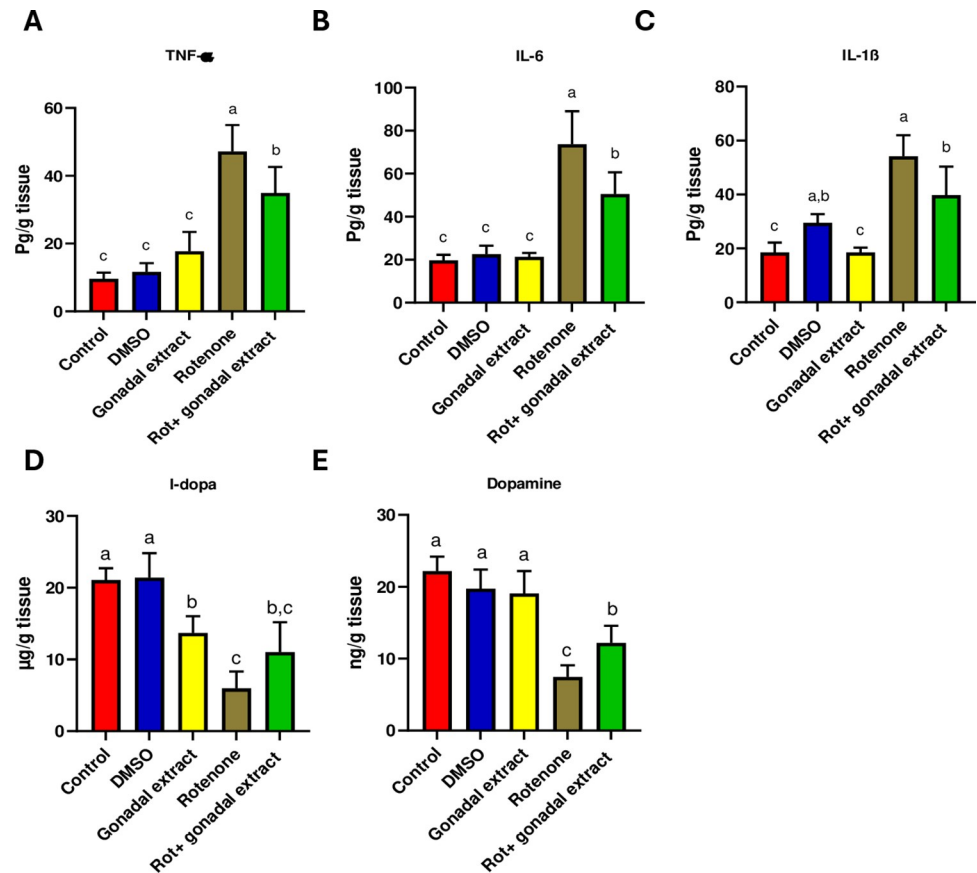 A
TNF-
Pg/g tissue
60
40
20
0
c
c
c
a
b
Control
DMSO
Gonadal extract
Rotenone
Rot+ gonadal extract
B
IL-6
Pg/g tissue
100
80
60
40
20
0
c
c
c
a
b
Control
DMSO
Gonadal extract
Rotenone
Rot+ gonadal extract
C
IL-1ß
Pg/g tissue
80
60
40
20
0
c
a,b
c
a
b
Control
DMSO
Gonadal extract
Rotenone
Rot+ gonadal extract
D
l-dopa
µg/g tissue
30
20
10
0
a
a
b
c
b,c
Control
DMSO
Gonadal extract
Rotenone
Rot+ gonadal extract
E
Dopamine
ng/g tissue
30
20
10
0
a
a
a
c
b
Control
DMSO
Gonadal extract
Rotenone
Rot+ gonadal extract